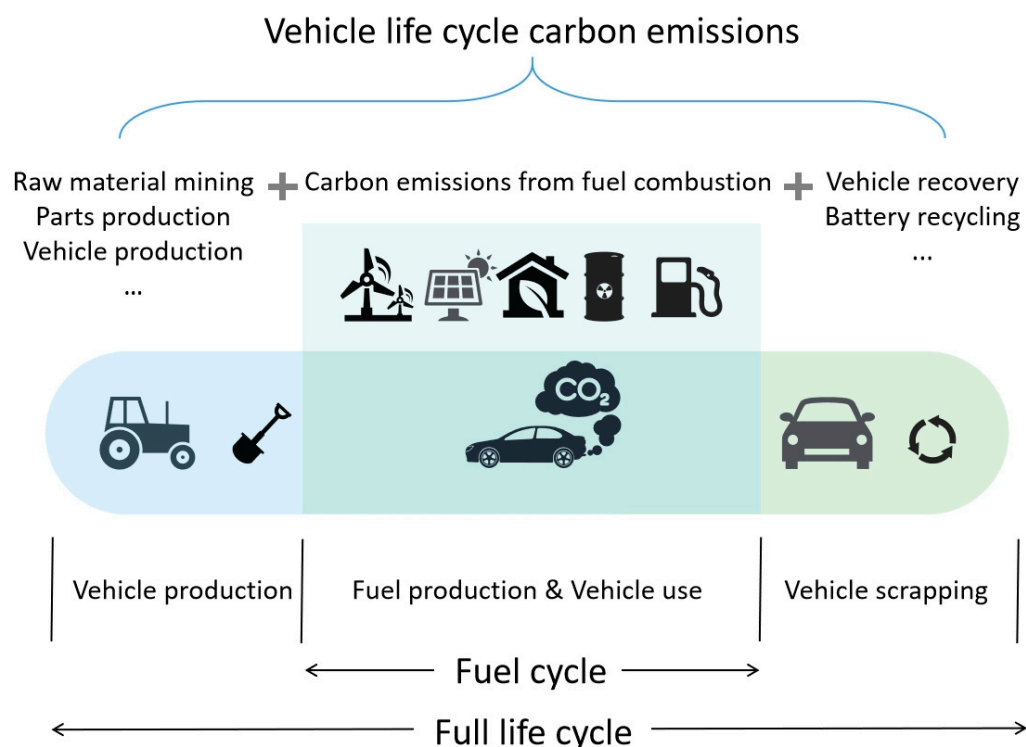 Vehicle life cycle carbon emissions
Raw material mining + Carbon emissions from fuel combustion + Vehicle recovery
Parts production
Battery recycling
Vehicle production
...
...
CO2
Vehicle production
Fuel production & Vehicle use
Vehicle scrapping
Fuel cycle
Full life cycle